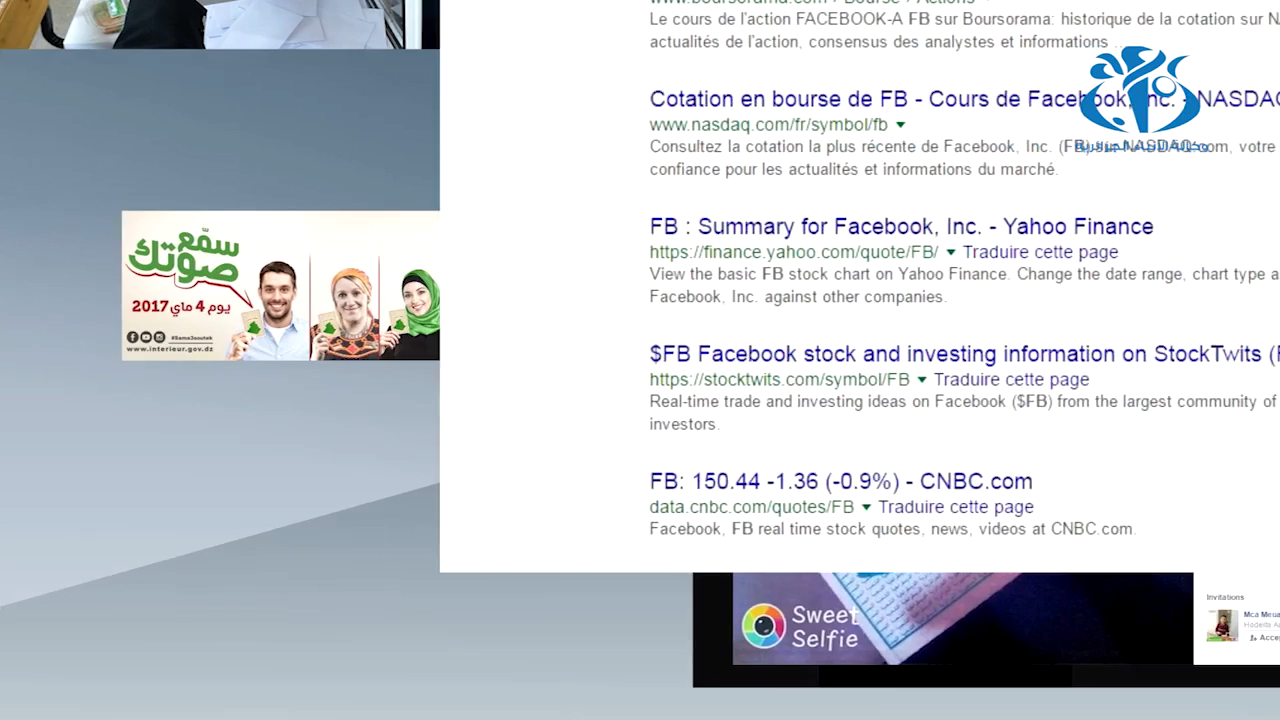 Le cours de l'action FACEBOOK-A FB sur Boursorama: historique de la cotation sur
actualités de l'action, consensus des analystes et informations ...
Cotation en bourse de FB - Cours de Facebook, Inc. - NASDAQ
www.nasdaq.com/fr/symbol/fb
Consultez la cotation la plus récente de Facebook, Inc. (FB) sur NASDAQ.com, votre
confiance pour les actualités et informations du marché.
FB : Summary for Facebook, Inc. - Yahoo Finance
https://finance.yahoo.com/quote/FB/ Traduire cette page
View the basic FB stock chart on Yahoo Finance. Change the date range, chart type
Facebook, Inc. against other companies.
$FB Facebook stock and investing information on StockTwits
https://stocktwits.com/symbol/FB Traduire cette page
Real-time trade and investing ideas on Facebook ($FB) from the largest community of
investors.
FB: 150.44 -1.36 (-0.9%) - CNBC.com
data.cnbc.com/quotes/FB Traduire cette page
Facebook, FB real time stock quotes, news, videos at CNBC.com.
سمّع
صوتك
يوم 4 ماي 2017
#Sama3soutek
www.interieur.gov.dz
Sweet
Selfie
Invitations
Mca